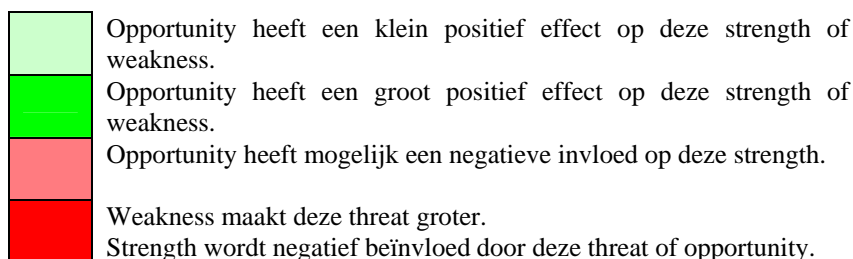 Opportunity heeft een klein positief effect op deze strength of
weakness.
Opportunity heeft een groot positief effect op deze strength of
weakness.
Opportunity heeft mogelijk een negatieve invloed op deze strength.
Weakness maakt deze threat groter.
Strength wordt negatief beïnvloed door deze threat of opportunity.